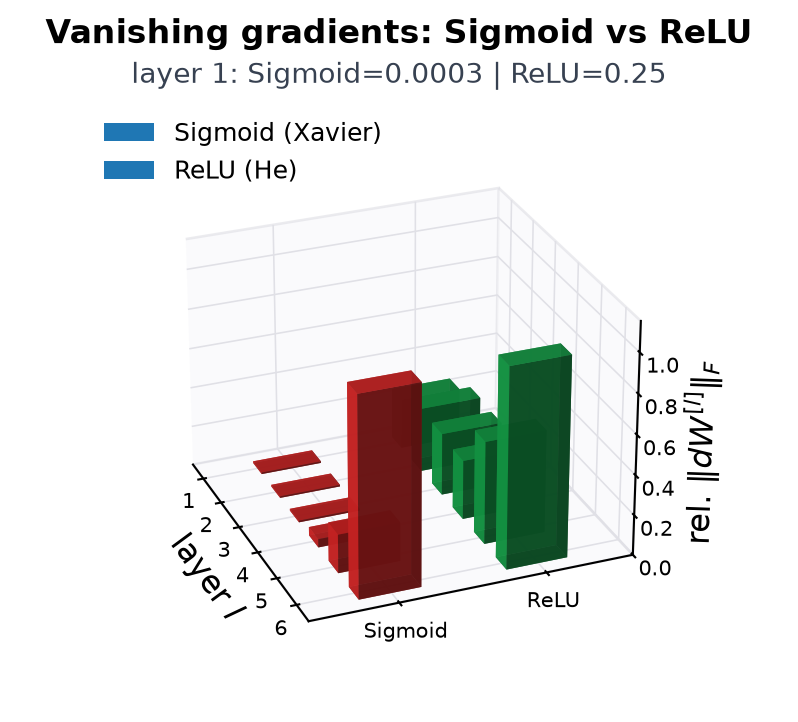 Vanishing gradients: Sigmoid vs ReLU
layer 1: Sigmoid=0.0003 | ReLU=0.25
Sigmoid (Xavier)
ReLU (He)
1.0
0.8
0.6
0.4
0.2
0.0
rel. ‖dW^[l]‖_F
1
2
3
4
5
6
layer l
Sigmoid
ReLU